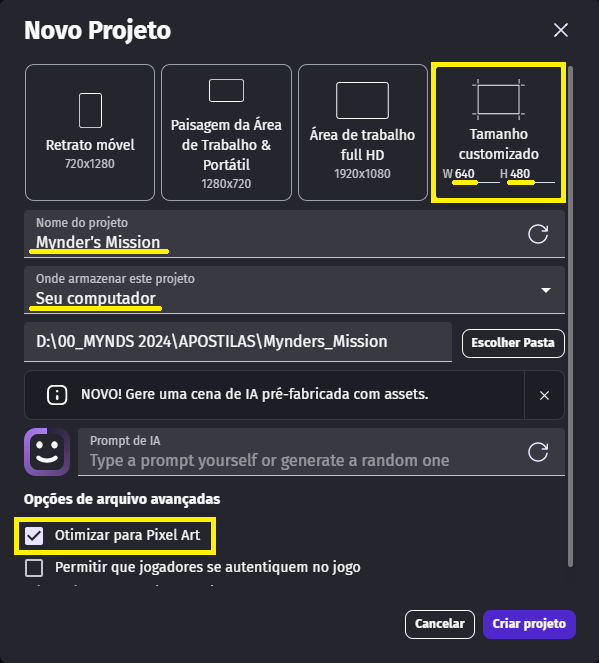 Novo Projeto
Retrato móvel
720x1280
Paisagem da Área
de Trabalho &
Portátil
1280x720
Área de trabalho
full HD
1920x1080
Tamanho
customizado
W 640 H 480
Nome do projeto
Mynder's Mission
Onde armazenar este projeto
Seu computador
D:\00_MYNDS 2024\APOSTILAS\Mynders_Mission
Escolher Pasta
NOVO! Gere uma cena de IA pré-fabricada com assets.
Prompt de IA
Type a prompt yourself or generate a random one
Opções de arquivo avançadas
Otimizar para Pixel Art
Permitir que jogadores se autentiquem no jogo
Cancelar
Criar projeto